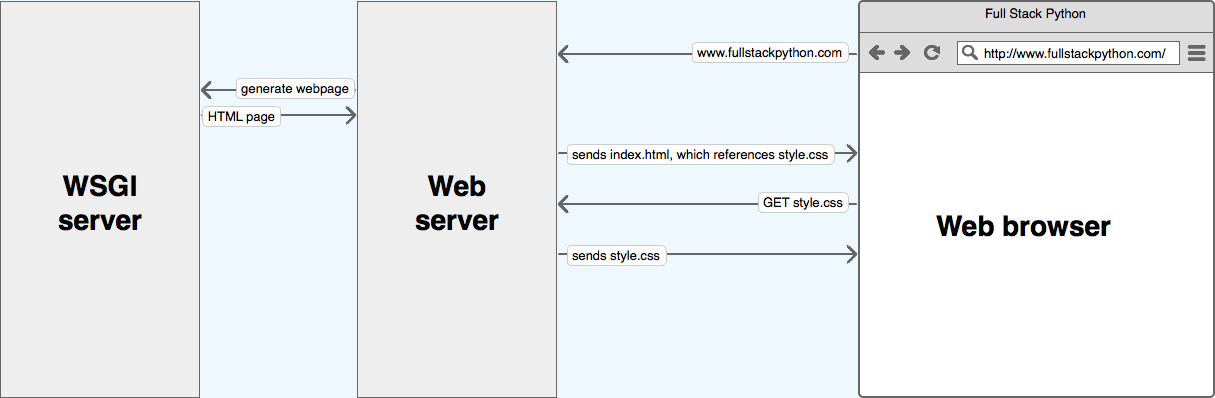 Full Stack Python
http://www.fullstackpython.com/
www.fullstackpython.com
generate webpage
HTML page
sends index.html, which references style.css
GET style.css
sends style.css
WSGI
server
Web
server
Web browser